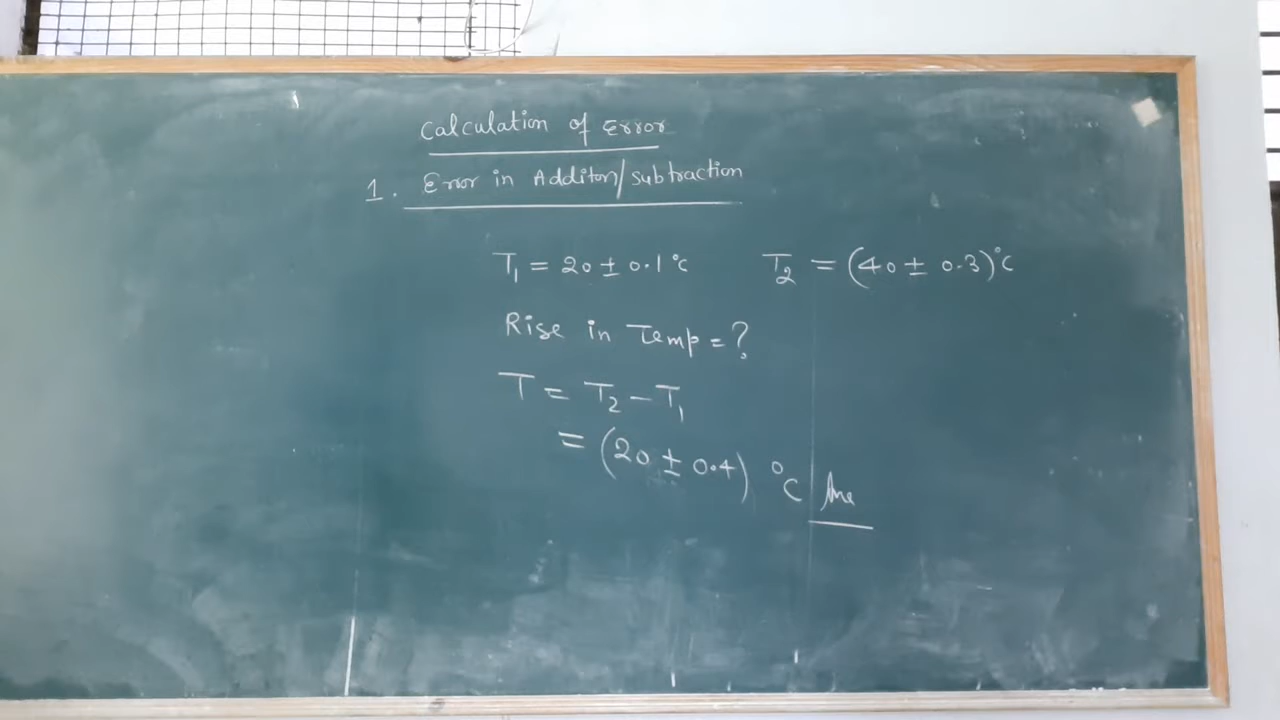 Calculation of Error
1. Error in Additon/subtraction
T₁ = 20 ± 0.1°C T₂ = (40 ± 0.3)°C
Rise in Temp = ?
T = T₂ - T₁
= (20 ± 0.4) °C Ans